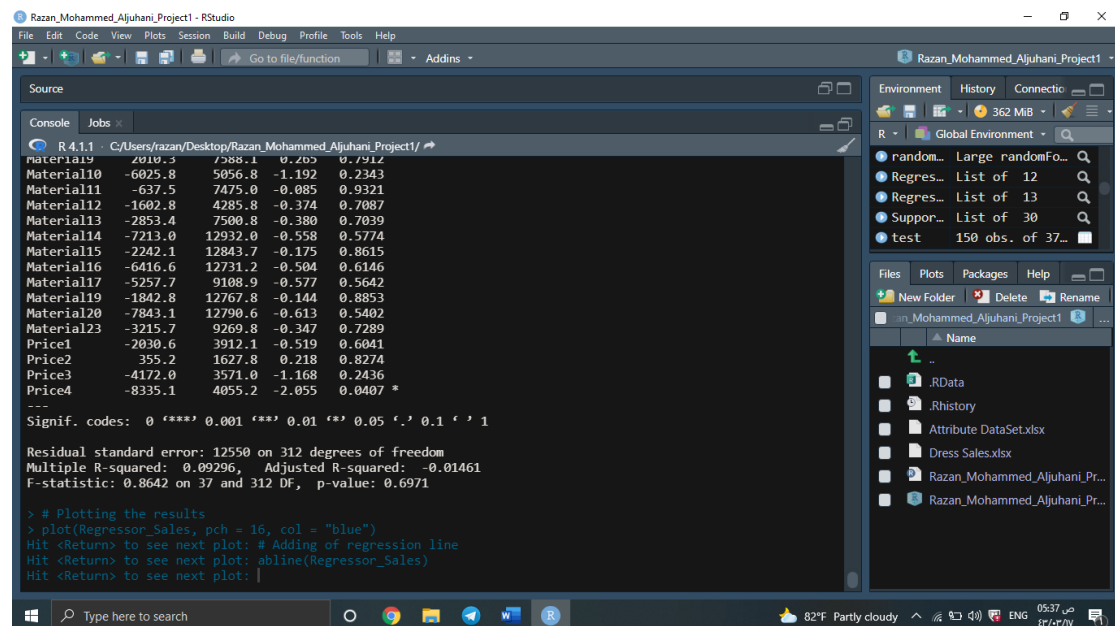 Razan_Mohammed_Aljuhani_Project1 - RStudio
File Edit Code View Plots Session Build Debug Profile Tools Help
Go to file/function
Addins
Razan_Mohammed_Aljuhani_Project1
Source
Console Jobs
R 4.1.1 · C:/Users/razan/Desktop/Razan_Mohammed_Aljuhani_Project1/
Material9 2010.3 7588.1 0.265 0.7912
Material10 -6025.8 5056.8 -1.192 0.2343
Material11 -637.5 7475.0 -0.085 0.9321
Material12 -1602.8 4285.8 -0.374 0.7087
Material13 -2853.4 7500.8 -0.380 0.7039
Material14 -7213.0 12932.0 -0.558 0.5774
Material15 -2242.1 12843.7 -0.175 0.8615
Material16 -6416.6 12731.2 -0.504 0.6146
Material17 -5257.7 9108.9 -0.577 0.5642
Material19 -1842.8 12767.8 -0.144 0.8853
Material20 -7843.1 12790.6 -0.613 0.5402
Material23 -3215.7 9269.8 -0.347 0.7289
Price1 -2030.6 3912.1 -0.519 0.6041
Price2 355.2 1627.8 0.218 0.8274
Price3 -4172.0 3571.0 -1.168 0.2436
Price4 -8335.1 4055.2 -2.055 0.0407 *
---
Signif. codes: 0 ‘***’ 0.001 ‘**’ 0.01 ‘*’ 0.05 ‘.’ 0.1 ‘ ’ 1
Residual standard error: 12550 on 312 degrees of freedom
Multiple R-squared: 0.09296, Adjusted R-squared: -0.01461
F-statistic: 0.8642 on 37 and 312 DF, p-value: 0.6971
> # Plotting the results
> plot(Regressor_Sales, pch = 16, col = "blue")
Hit <Return> to see next plot: # Adding of regression line
Hit <Return> to see next plot: abline(Regressor_Sales)
Hit <Return> to see next plot:
Environment History Connectio
362 MiB
R Global Environment
random… Large randomFo…
Regres… List of 12
Regres… List of 13
Suppor… List of 30
test 150 obs. of 37…
Files Plots Packages Help
New Folder Delete Rename
zan_Mohammed_Aljuhani_Project1 ...
Name
..
.RData
.Rhistory
Attribute DataSet.xlsx
Dress Sales.xlsx
Razan_Mohammed_Aljuhani_Pr...
Razan_Mohammed_Aljuhani_Pr...
Type here to search
82°F Partly cloudy
ENG
05:37 ص